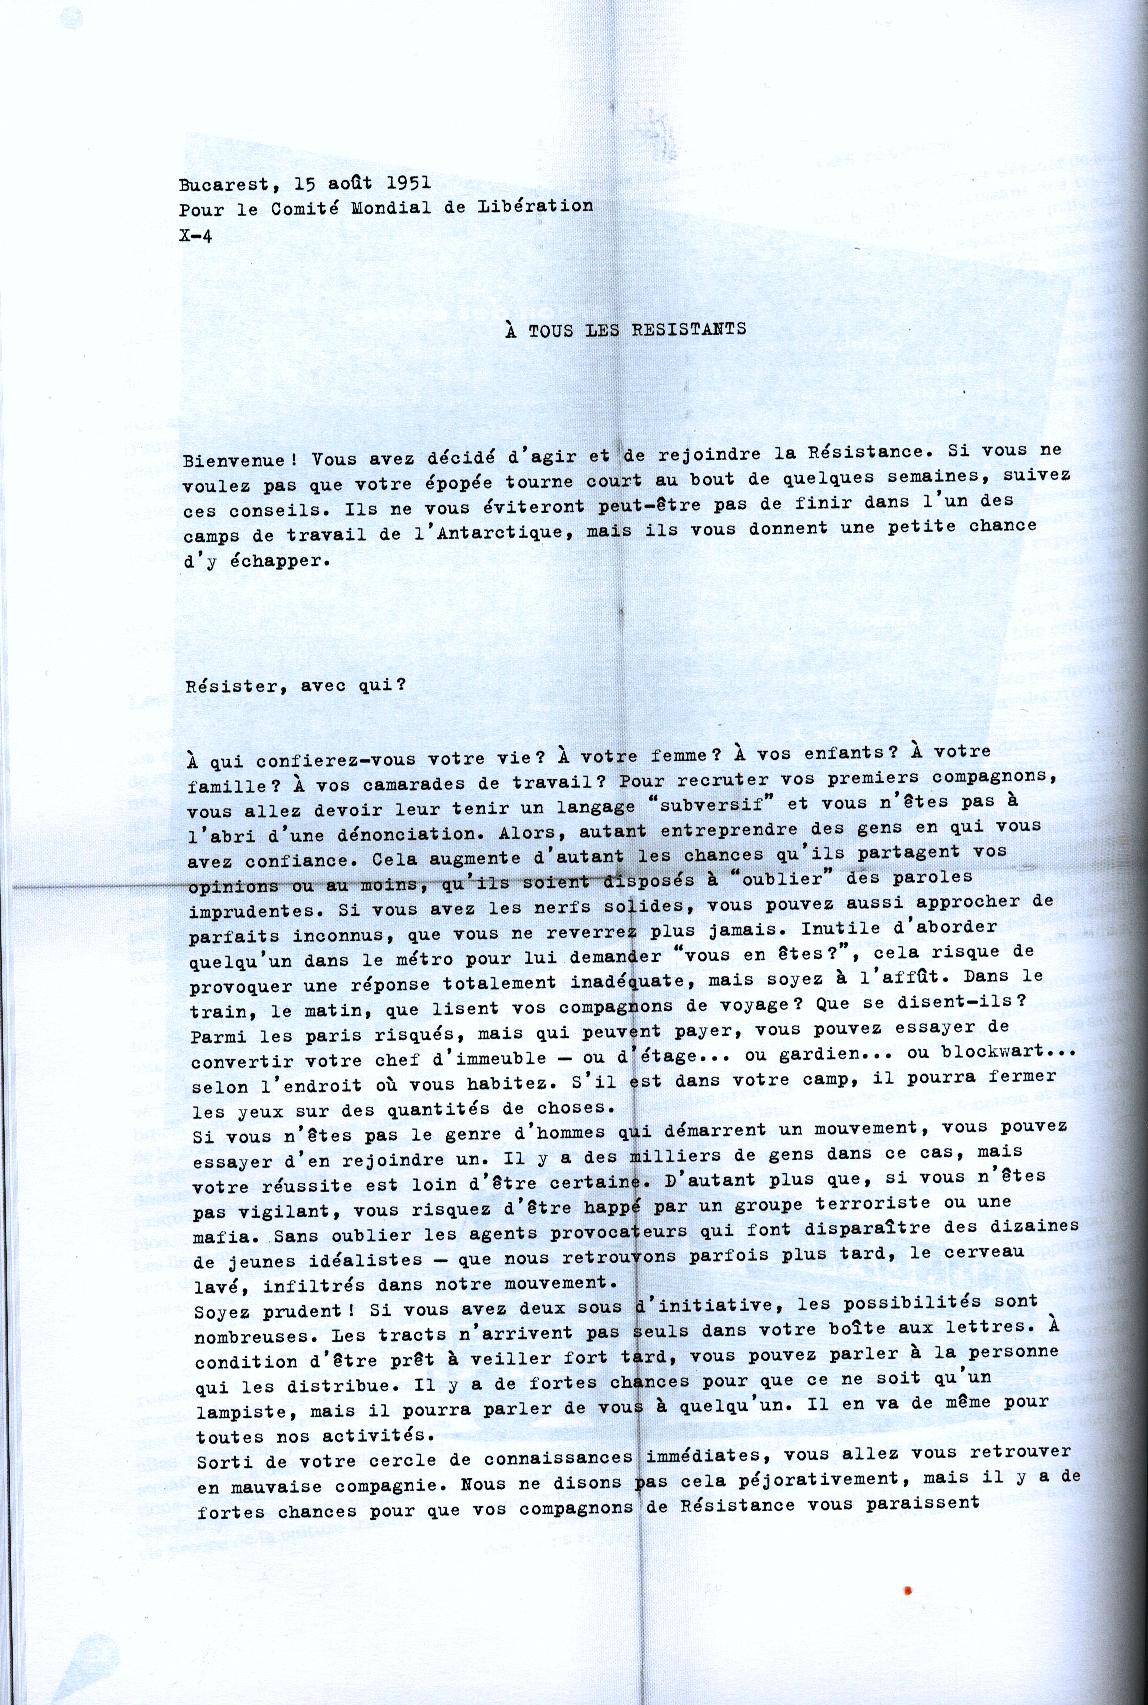 Bucarest, 15 août 1951
Pour le Comité Mondial de Libération
X-4
À TOUS LES RESISTANTS
Bienvenue ! Vous avez décidé d'agir et de rejoindre la Résistance. Si vous ne
voulez pas que votre épopée tourne court au bout de quelques semaines, suivez
ces conseils. Ils ne vous éviteront peut-être pas de finir dans l'un des
camps de travail de l'Antarctique, mais ils vous donnent une petite chance
d'y échapper.
Résister, avec qui ?
À qui confierez-vous votre vie ? À votre femme ? À vos enfants ? À votre
famille ? À vos camarades de travail ? Pour recruter vos premiers compagnons,
vous allez devoir leur tenir un langage “subversif” et vous n'êtes pas à
l'abri d'une dénonciation. Alors, autant entreprendre des gens en qui vous
avez confiance. Cela augmente d'autant les chances qu'ils partagent vos
opinions ou au moins, qu'ils soient disposés à “oublier” des paroles
imprudentes. Si vous avez les nerfs solides, vous pouvez aussi approcher de
parfaits inconnus, que vous ne reverrez plus jamais. Inutile d'aborder
quelqu'un dans le métro pour lui demander “vous en êtes ?”, cela risque de
provoquer une réponse totalement inadéquate, mais soyez à l'affût. Dans le
train, le matin, que lisent vos compagnons de voyage ? Que se disent-ils ?
Parmi les paris risqués, mais qui peuvent payer, vous pouvez essayer de
convertir votre chef d'immeuble – ou d'étage... ou gardien... ou blockwart...
selon l'endroit où vous habitez. S'il est dans votre camp, il pourra fermer
les yeux sur des quantités de choses.
Si vous n'êtes pas le genre d'hommes qui démarrent un mouvement, vous pouvez
essayer d'en rejoindre un. Il y a des milliers de gens dans ce cas, mais
votre réussite est loin d'être certaine. D'autant plus que, si vous n'êtes
pas vigilant, vous risquez d'être happé par un groupe terroriste ou une
mafia. Sans oublier les agents provocateurs qui font disparaître des dizaines
de jeunes idéalistes – que nous retrouvons parfois plus tard, le cerveau
lavé, infiltrés dans notre mouvement.
Soyez prudent ! Si vous avez deux sous d'initiative, les possibilités sont
nombreuses. Les tracts n'arrivent pas seuls dans votre boîte aux lettres. À
condition d'être prêt à veiller fort tard, vous pouvez parler à la personne
qui les distribue. Il y a de fortes chances pour que ce ne soit qu'un
lampiste, mais il pourra parler de vous à quelqu'un. Il en va de même pour
toutes nos activités.
Sorti de votre cercle de connaissances immédiates, vous allez vous retrouver
en mauvaise compagnie. Nous ne disons pas cela péjorativement, mais il y a de
fortes chances pour que vos compagnons de Résistance vous paraissent